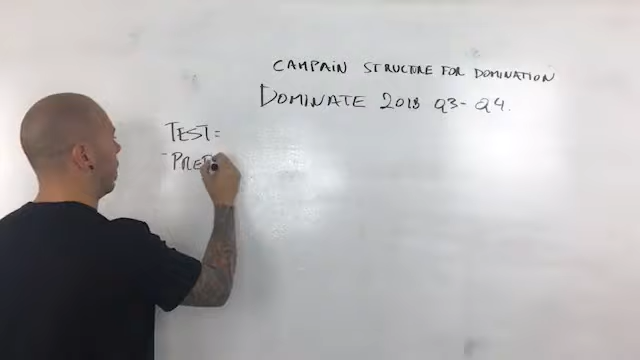 CAMPAIN STRUCTURE FOR DOMINATION
DOMINATE 2018 Q3-Q4.
TEST=